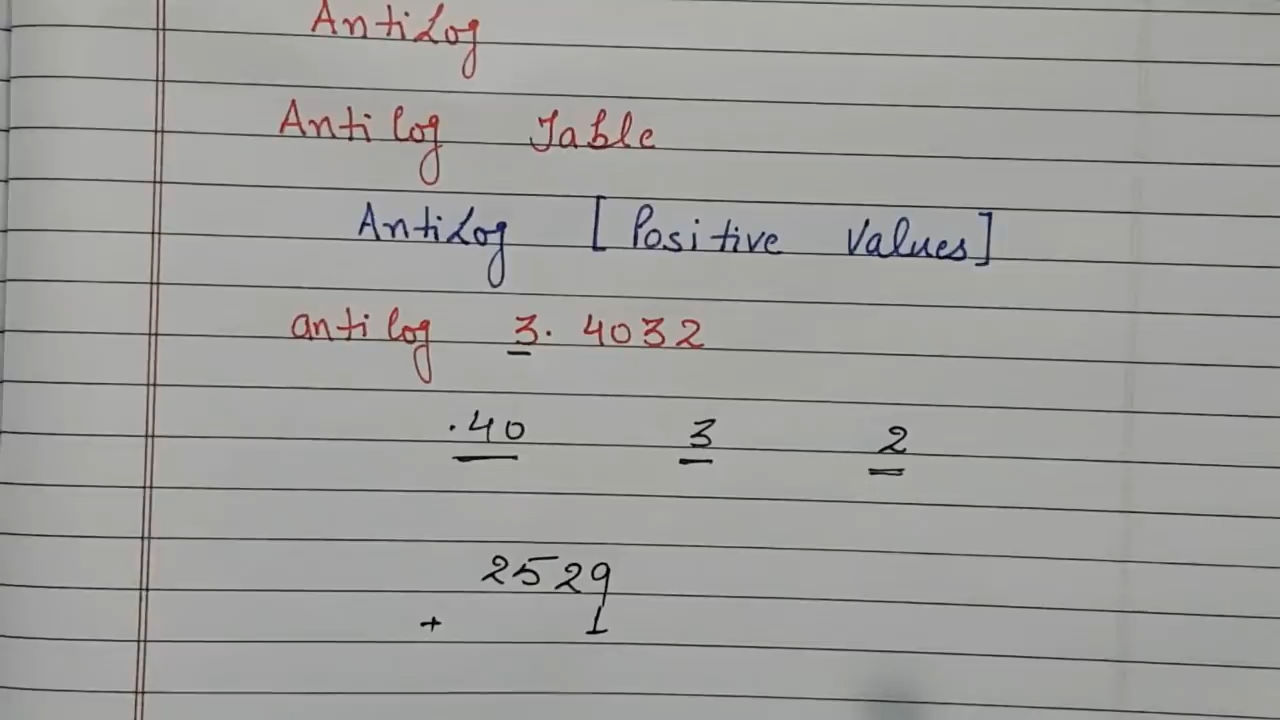 AntiLog
Antilog Table
AntiLog [Positive Values]
antilog 3.4032
.40 3 2
2529
+ 1